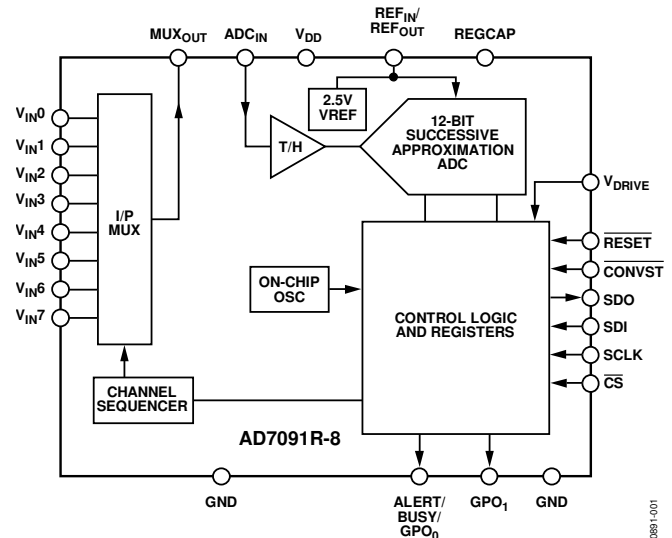 MUXOUT ADCIN VDD REFIN/ REGCAP
REFOUT
VIN0
VIN1
VIN2
VIN3
VIN4
VIN5
VIN6
VIN7
I/P
MUX
2.5V
VREF
T/H
12-BIT
SUCCESSIVE
APPROXIMATION
ADC
VDRIVE
RESET
CONVST
SDO
SDI
SCLK
CS
ON-CHIP
OSC
CONTROL LOGIC
AND REGISTERS
CHANNEL
SEQUENCER
AD7091R-8
GND
ALERT/
BUSY/
GPO0
GPO1
GND
0891-001